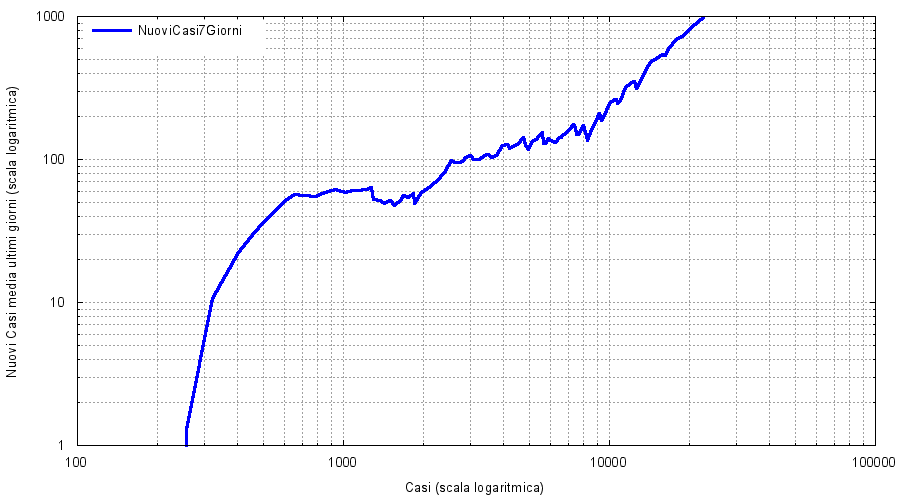 NuoviCasi7Giorni
1000
100
10
1
100
1000
10000
100000
Nuovi Casi media ultimi giorni (scala logaritmica)
Casi (scala logaritmica)